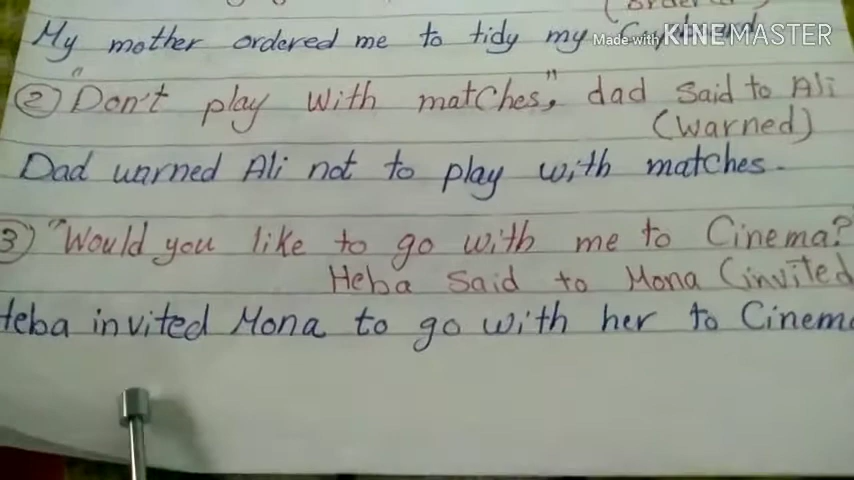 My mother ordered me to tidy my
Made with KINEMASTER
② "Don't play with matches", dad said to Ali
(warned)
Dad warned Ali not to play with matches.
3) "Would you like to go with me to Cinema?
Heba said to Mona (invited
Heba invited Mona to go with her to Cinema